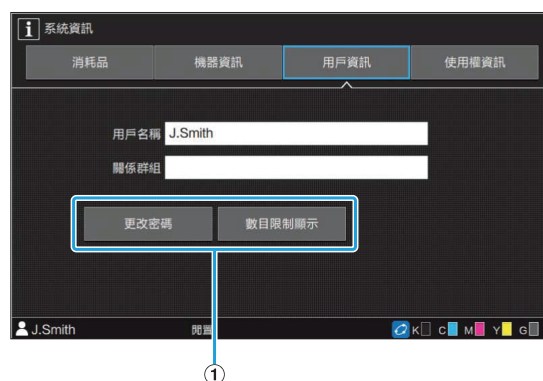 i 系統資訊
消耗品 機器資訊 用戶資訊 使用權資訊
用戶名稱 J.Smith
關係群組
更改密碼 數目限制顯示
J.Smith 閒置 K C M Y G
1